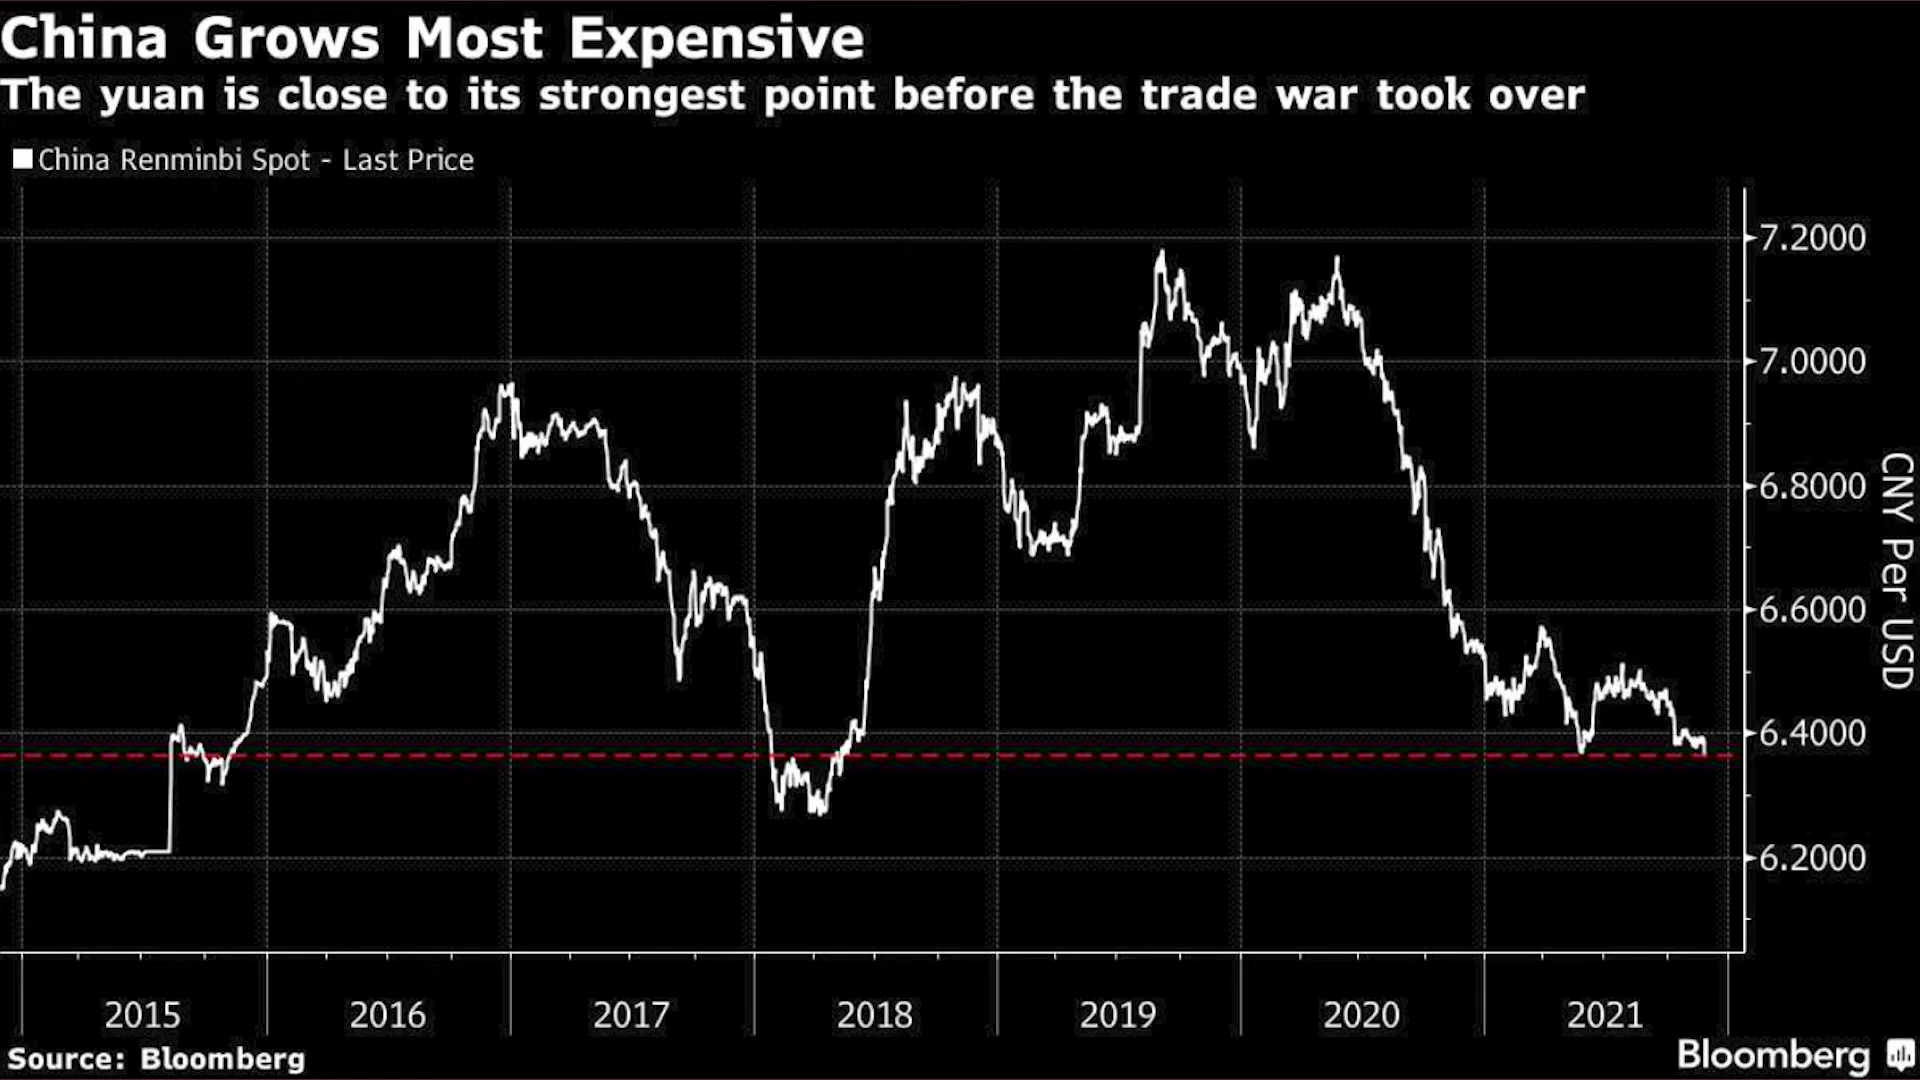 China Grows Most Expensive
The yuan is close to its strongest point before the trade war took over
China Renminbi Spot - Last Price
7.2000
7.0000
6.8000
6.6000
6.4000
6.2000
CNY Per USD
2015 2016 2017 2018 2019 2020 2021
Source: Bloomberg
Bloomberg